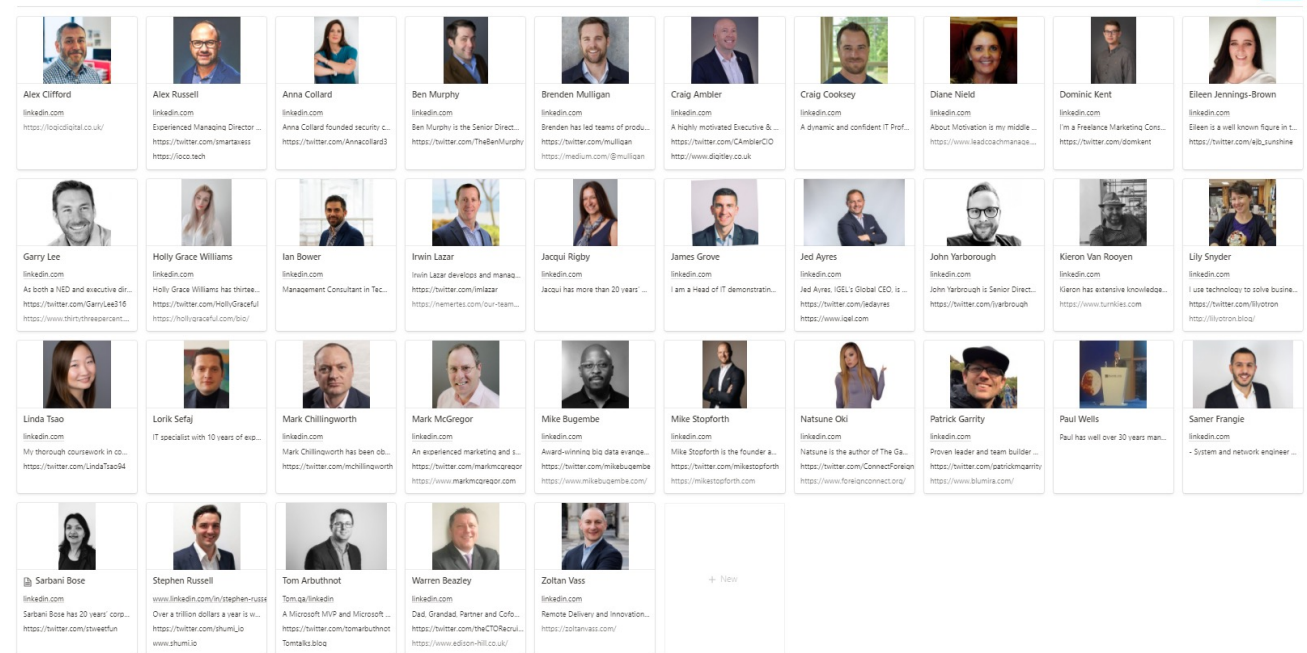 Alex Clifford
linkedin.com
https://logicdigital.co.uk/
Alex Russell
linkedin.com
Experienced Managing Director ...
https://twitter.com/smartaxess
https://ioco.tech
Anna Collard
linkedin.com
Anna Collard founded security c...
https://twitter.com/Annacollard3
Ben Murphy
linkedin.com
Ben Murphy is the Senior Direct...
https://twitter.com/TheBenMurphy
Brenden Mulligan
linkedin.com
Brenden has led teams of produ...
https://twitter.com/mulligan
https://medium.com/@mulligan
Craig Ambler
linkedin.com
A highly motivated Executive & ...
https://twitter.com/CAmblerCIO
http://www.digitley.co.uk
Craig Cooksey
linkedin.com
A dynamic and confident IT Prof...
Diane Nield
linkedin.com
About Motivation is my middle ...
https://www.leadcoachmanage....
Dominic Kent
linkedin.com
I'm a Freelance Marketing Cons...
https://twitter.com/domkent
Eileen Jennings-Brown
linkedin.com
Eileen is a well known figure in t...
https://twitter.com/ejb_sunshine
Garry Lee
linkedin.com
As both a NED and executive dir...
https://twitter.com/GarryLee316
https://www.thirtythreepercent....
Holly Grace Williams
linkedin.com
Holly Grace Williams has thirtee...
https://twitter.com/HollyGraceful
https://hollygraceful.com/bio/
Ian Bower
linkedin.com
Management Consultant in Tec...
Irwin Lazar
Irwin Lazar develops and manag...
https://twitter.com/imlazar
https://nemertes.com/our-team...
Jacqui Rigby
linkedin.com
Jacqui has more than 20 years' ...
James Grove
linkedin.com
I am a Head of IT demonstratin...
Jed Ayres
linkedin.com
Jed Ayres, IGEL's Global CEO, is ...
https://twitter.com/jedayres
https://www.igel.com
John Yarborough
linkedin.com
John Yarbrough is Senior Direct...
https://twitter.com/jyarbrough
Kieron Van Rooyen
linkedin.com
Kieron has extensive knowledge...
https://www.turnkies.com
Lily Snyder
linkedin.com
I use technology to solve busine...
https://twitter.com/lilyotron
http://lilyotron.blog/
Linda Tsao
linkedin.com
My thorough coursework in co...
https://twitter.com/LindaTsao94
Lorik Sefaj
IT specialist with 10 years of exp...
Mark Chillingworth
linkedin.com
Mark Chillingworth has been ob...
https://twitter.com/mchillingworth
Mark McGregor
linkedin.com
An experienced marketing and s...
https://twitter.com/markmcgregor
https://www.markmcgregor.com
Mike Bugembe
linkedin.com
Award-winning big data evange...
https://twitter.com/mikebugembe
https://www.mikebugembe.com/
Mike Stopforth
linkedin.com
Mike Stopforth is the founder a...
https://twitter.com/mikestopforth
https://mikestopforth.com
Natsune Oki
linkedin.com
Natsune is the author of The Ga...
https://twitter.com/ConnectForeign
https://www.foreignconnect.org/
Patrick Garrity
linkedin.com
Proven leader and team builder ...
https://twitter.com/patrickmgarrity
https://www.blumira.com/
Paul Wells
Paul has well over 30 years man...
Samer Frangie
linkedin.com
- System and network engineer ...
Sarbani Bose
linkedin.com
Sarbani Bose has 20 years' corp...
https://twitter.com/stweetfun
Stephen Russell
www.linkedin.com/in/stephen-russe
Over a trillion dollars a year is w...
https://twitter.com/shumi_io
www.shumi.io
Tom Arbuthnot
Tom.qa/linkedin
A Microsoft MVP and Microsoft ...
https://twitter.com/tomarbuthnot
Tomtalks.blog
Warren Beazley
linkedin.com
Dad, Grandad, Partner and Cofo...
https://twitter.com/theCTORecrui...
https://www.edison-hill.co.uk/
Zoltan Vass
linkedin.com
Remote Delivery and Innovation...
https://zoltanvass.com/
+ New